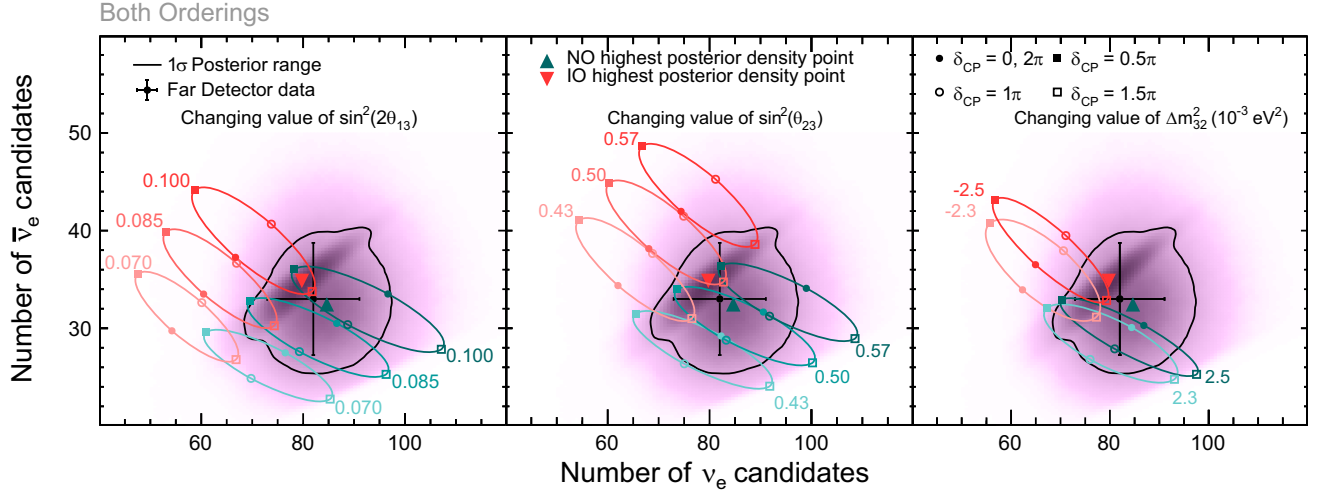 Both Orderings
1σ Posterior range
Far Detector data
Changing value of sin²(2θ₁₃)
NO highest posterior density point
IO highest posterior density point
Changing value of sin²(θ₂₃)
δCP = 0, 2π
δCP = 0.5π
δCP = 1π
δCP = 1.5π
Changing value of Δm²₃₂ (10⁻³ eV²)
Number of ν̅ₑ candidates
50
40
30
0.100
0.085
0.070
0.100
0.085
0.070
0.57
0.50
0.43
0.57
0.50
0.43
-2.5
-2.3
2.5
2.3
60 80 100
60 80 100
60 80 100
Number of νₑ candidates